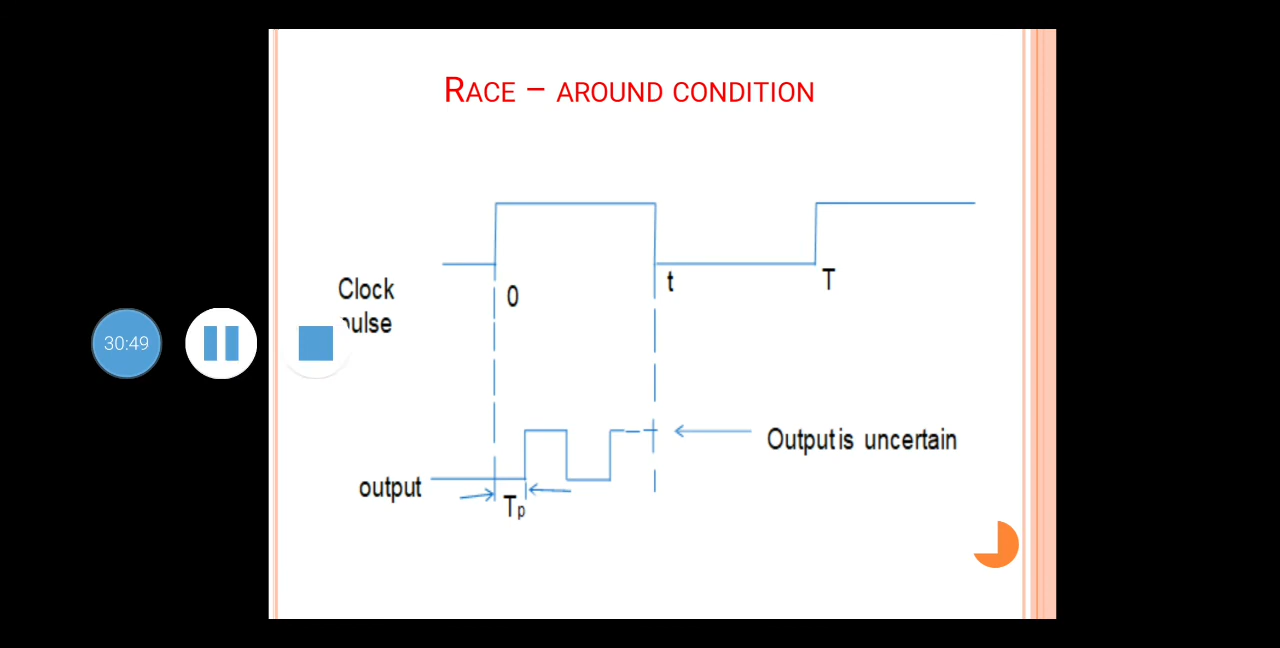 RACE – AROUND CONDITION
Clock
0
t
T
30:49
Output is uncertain
output
Tp